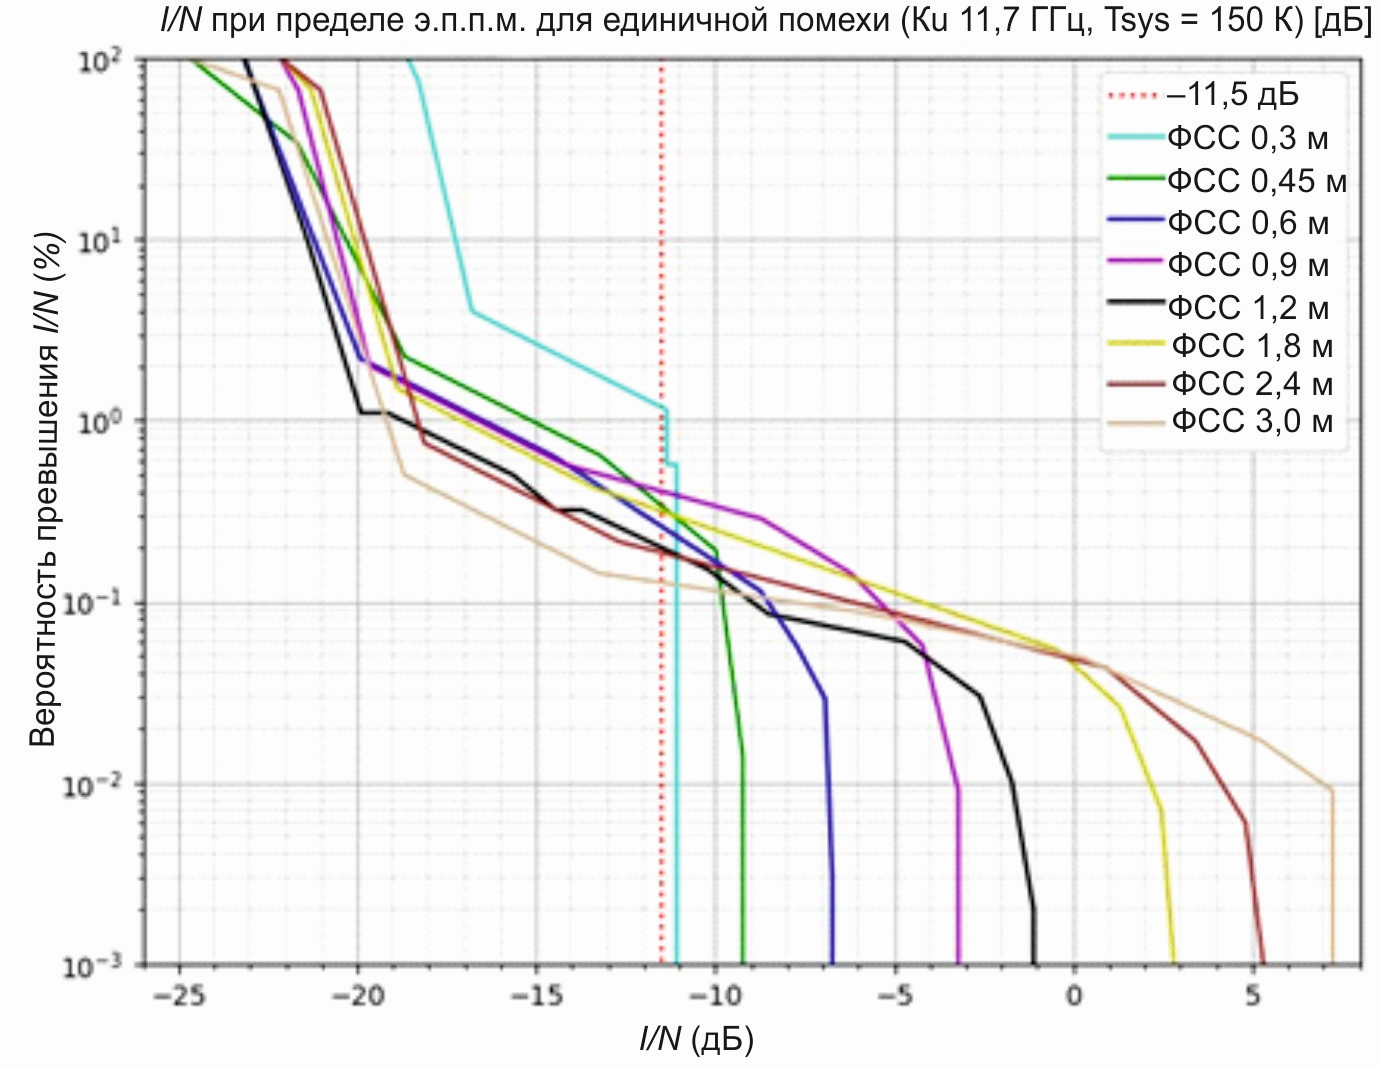 I/N при пределе э.п.п.м. для единичной помехи (Ku 11,7 ГГц, Tsys = 150 К) [дБ]
Вероятность превышения I/N (%)
10²
10¹
10⁰
10⁻¹
10⁻²
10⁻³
–11,5 дБ
ФСС 0,3 м
ФСС 0,45 м
ФСС 0,6 м
ФСС 0,9 м
ФСС 1,2 м
ФСС 1,8 м
ФСС 2,4 м
ФСС 3,0 м
−25 −20 −15 −10 −5 0 5
I/N (дБ)